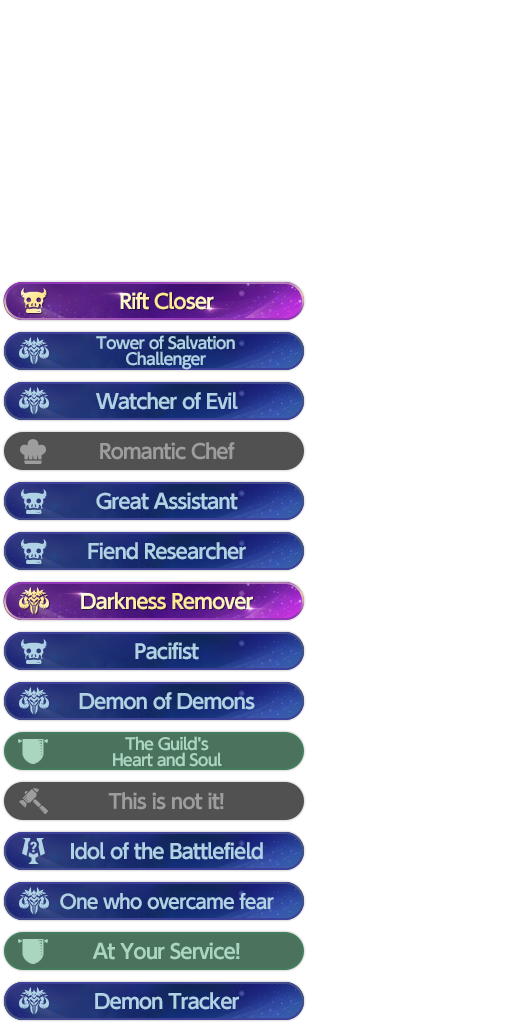 Rift Closer
Tower of Salvation
Challenger
Watcher of Evil
Romantic Chef
Great Assistant
Fiend Researcher
Darkness Remover
Pacifist
Demon of Demons
The Guild's
Heart and Soul
This is not it!
Idol of the Battlefield
One who overcame fear
At Your Service!
Demon Tracker